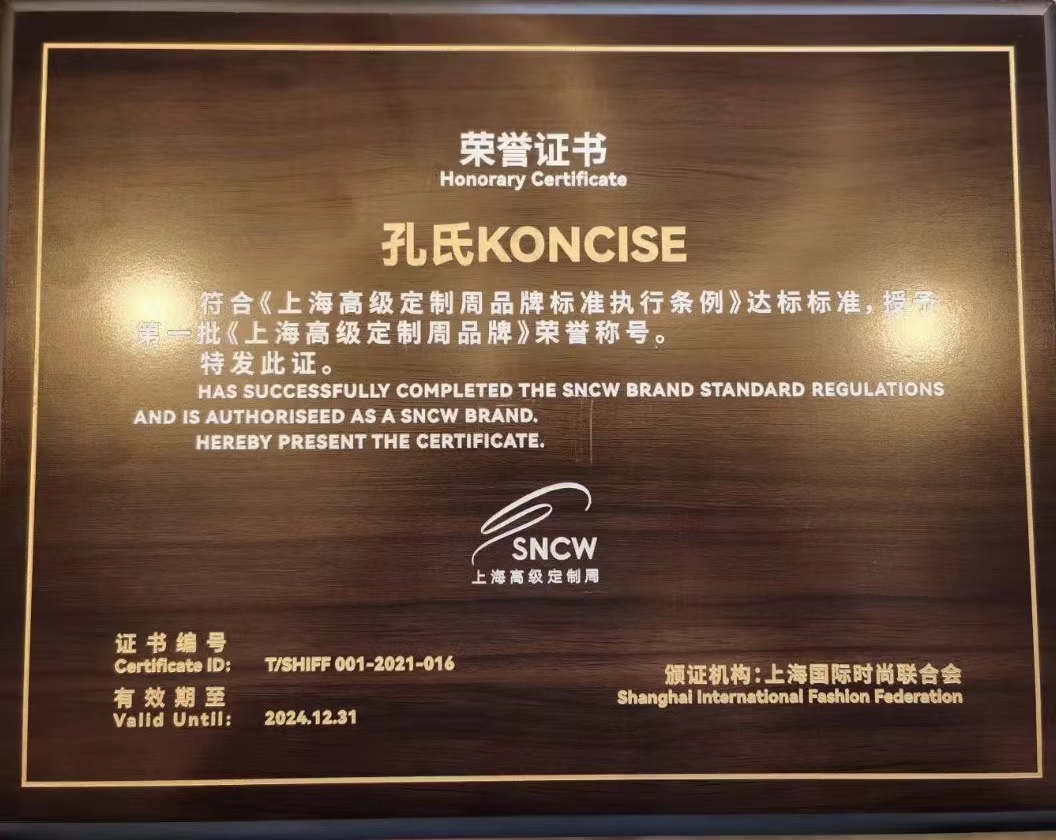 荣誉证书
Honorary Certificate
孔氏KONCISE
符合《上海高级定制周品牌标准执行条例》达标标准，授予
第一批《上海高级定制周品牌》荣誉称号。
特发此证。
HAS SUCCESSFULLY COMPLETED THE SNCW BRAND STANDARD REGULATIONS
AND IS AUTHORISEED AS A SNCW BRAND.
HEREBY PRESENT THE CERTIFICATE.
SNCW
上海高级定制周
证书编号
Certificate ID: T/SHIFF 001-2021-016
有效期至
Valid Until: 2024.12.31
颁证机构：上海国际时尚联合会
Shanghai International Fashion Federation